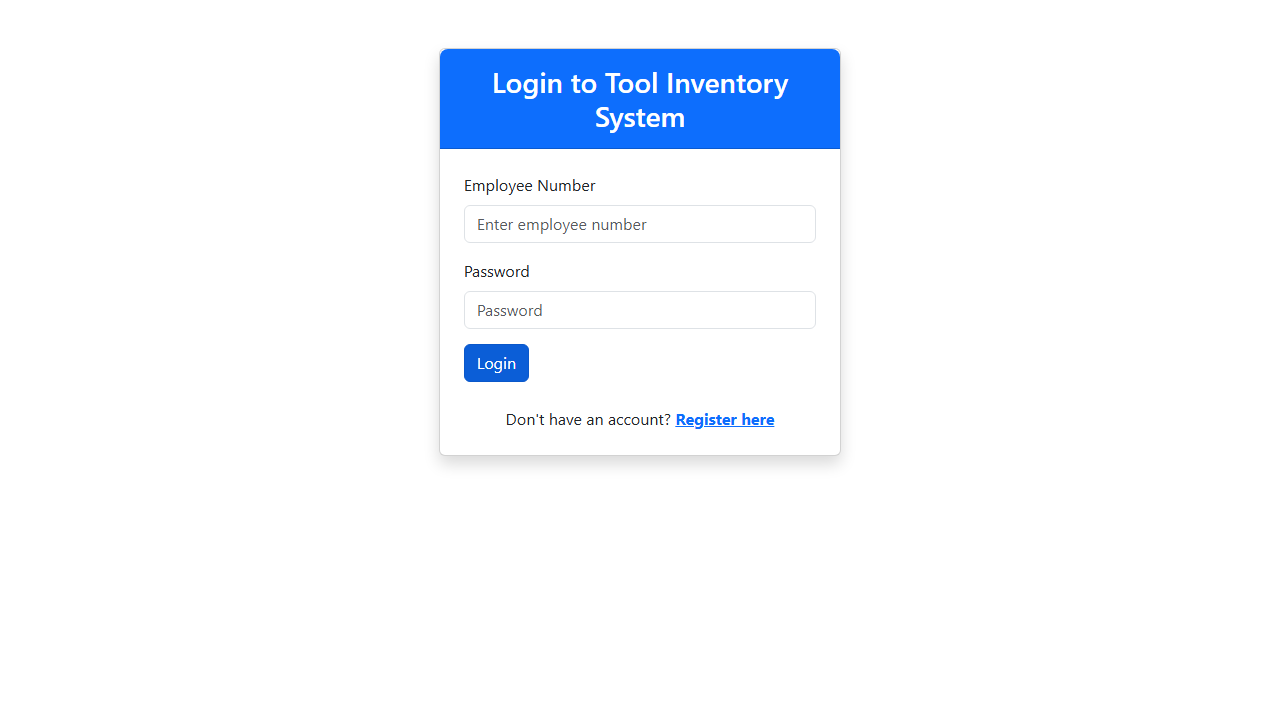 Login to Tool Inventory
System
Employee Number
Enter employee number
Password
Password
Login
Don't have an account? Register here